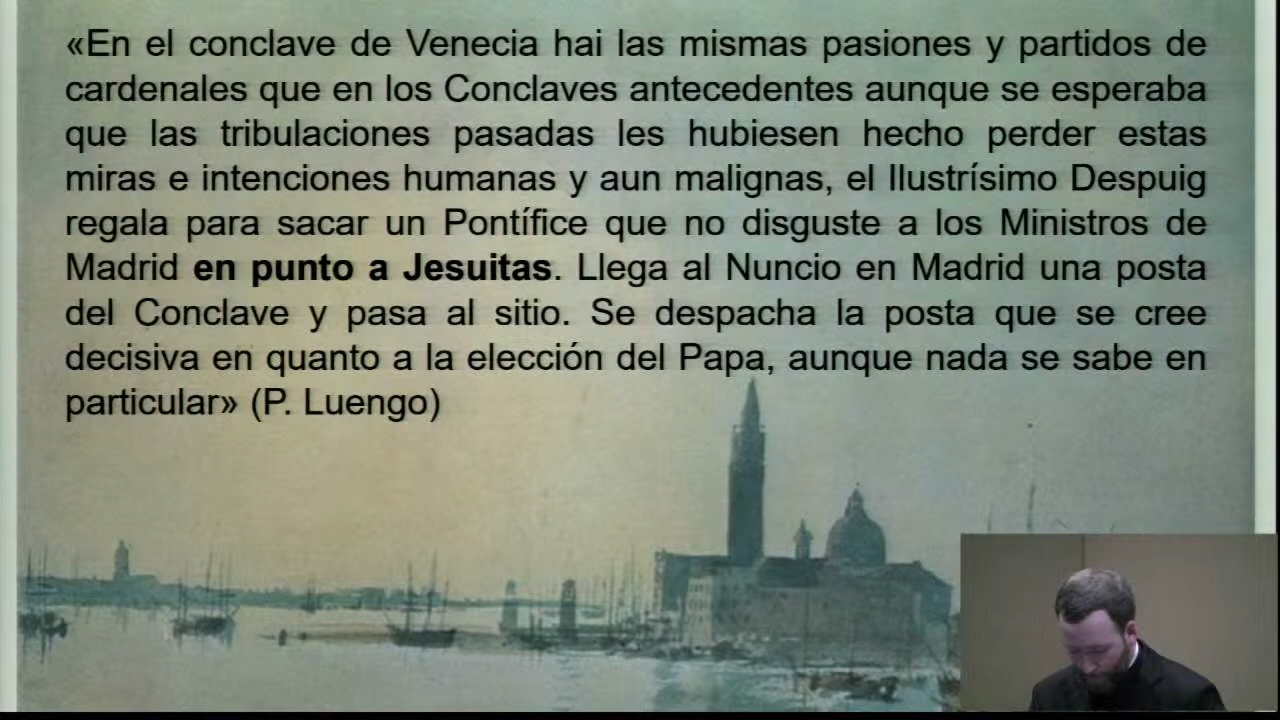 «En el conclave de Venecia hai las mismas pasiones y partidos de
cardenales que en los Conclaves antecedentes aunque se esperaba
que las tribulaciones pasadas les hubiesen hecho perder estas
miras e intenciones humanas y aun malignas, el Ilustrísimo Despuig
regala para sacar un Pontífice que no disguste a los Ministros de
Madrid en punto a Jesuitas. Llega al Nuncio en Madrid una posta
del Conclave y pasa al sitio. Se despacha la posta que se cree
decisiva en quanto a la elección del Papa, aunque nada se sabe en
particular» (P. Luengo)